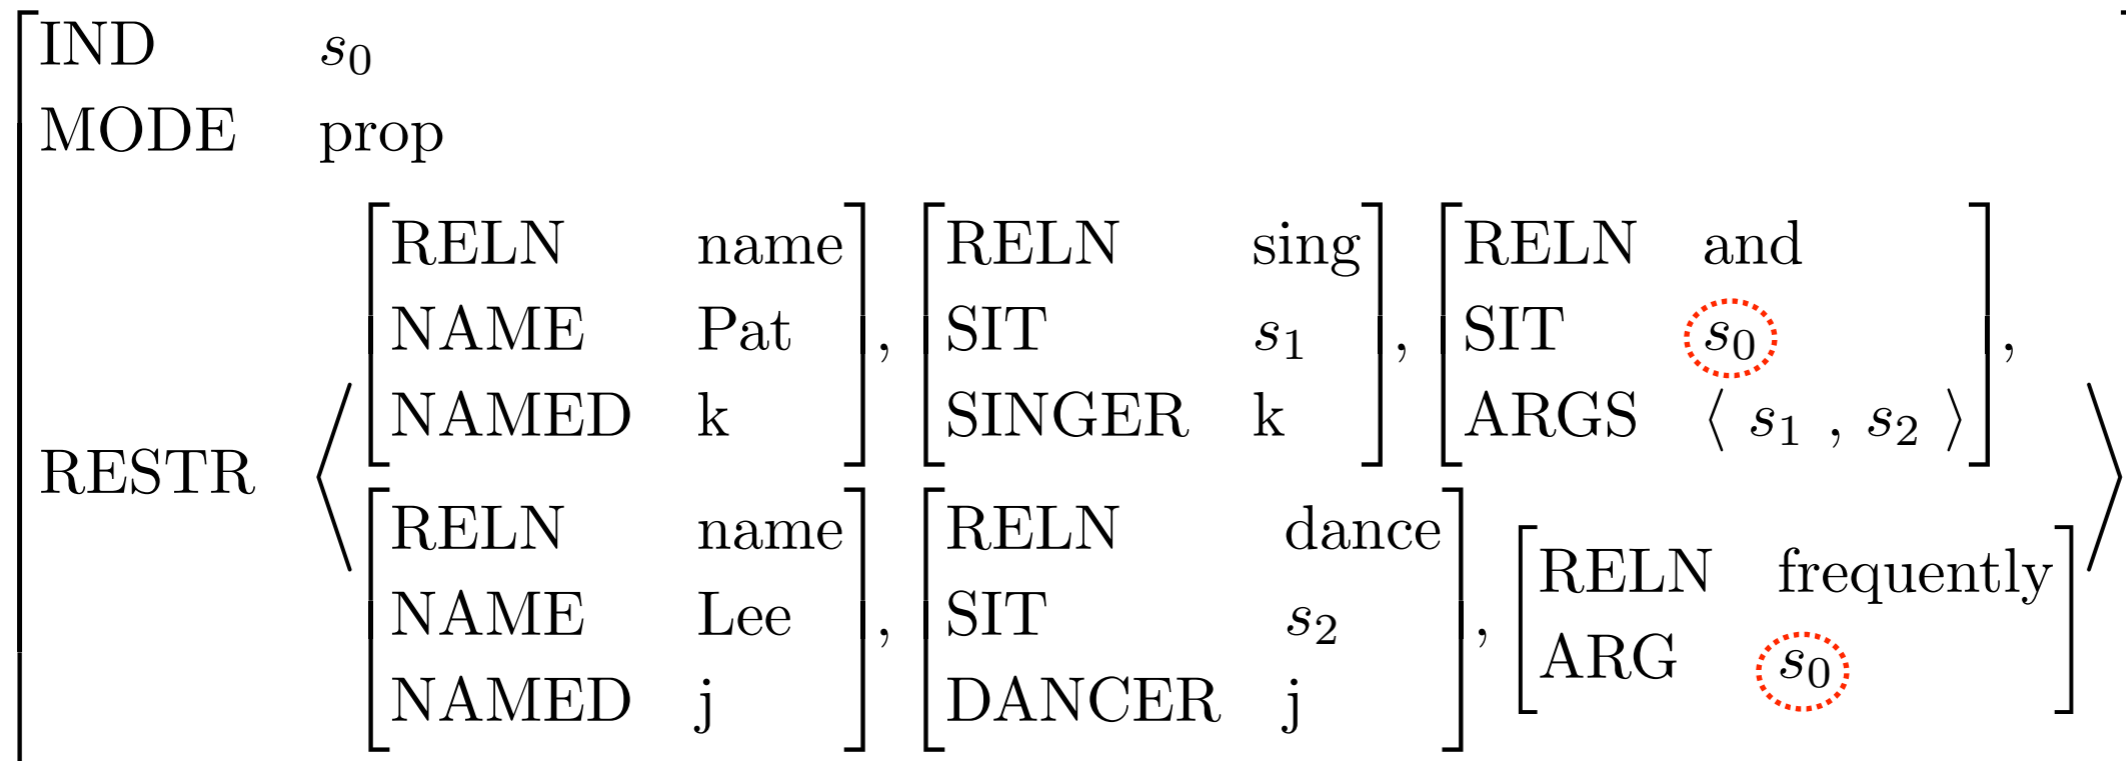 IND s₀
MODE prop
RESTR ⟨ [RELN name, [RELN sing, [RELN and
NAME Pat SIT s₁ SIT s₀
NAMED k], SINGER k], ARGS ⟨ s₁ , s₂ ⟩],
[RELN name [RELN dance [RELN frequently
NAME Lee SIT s₂ ARG s₀]
NAMED j], DANCER j], ⟩